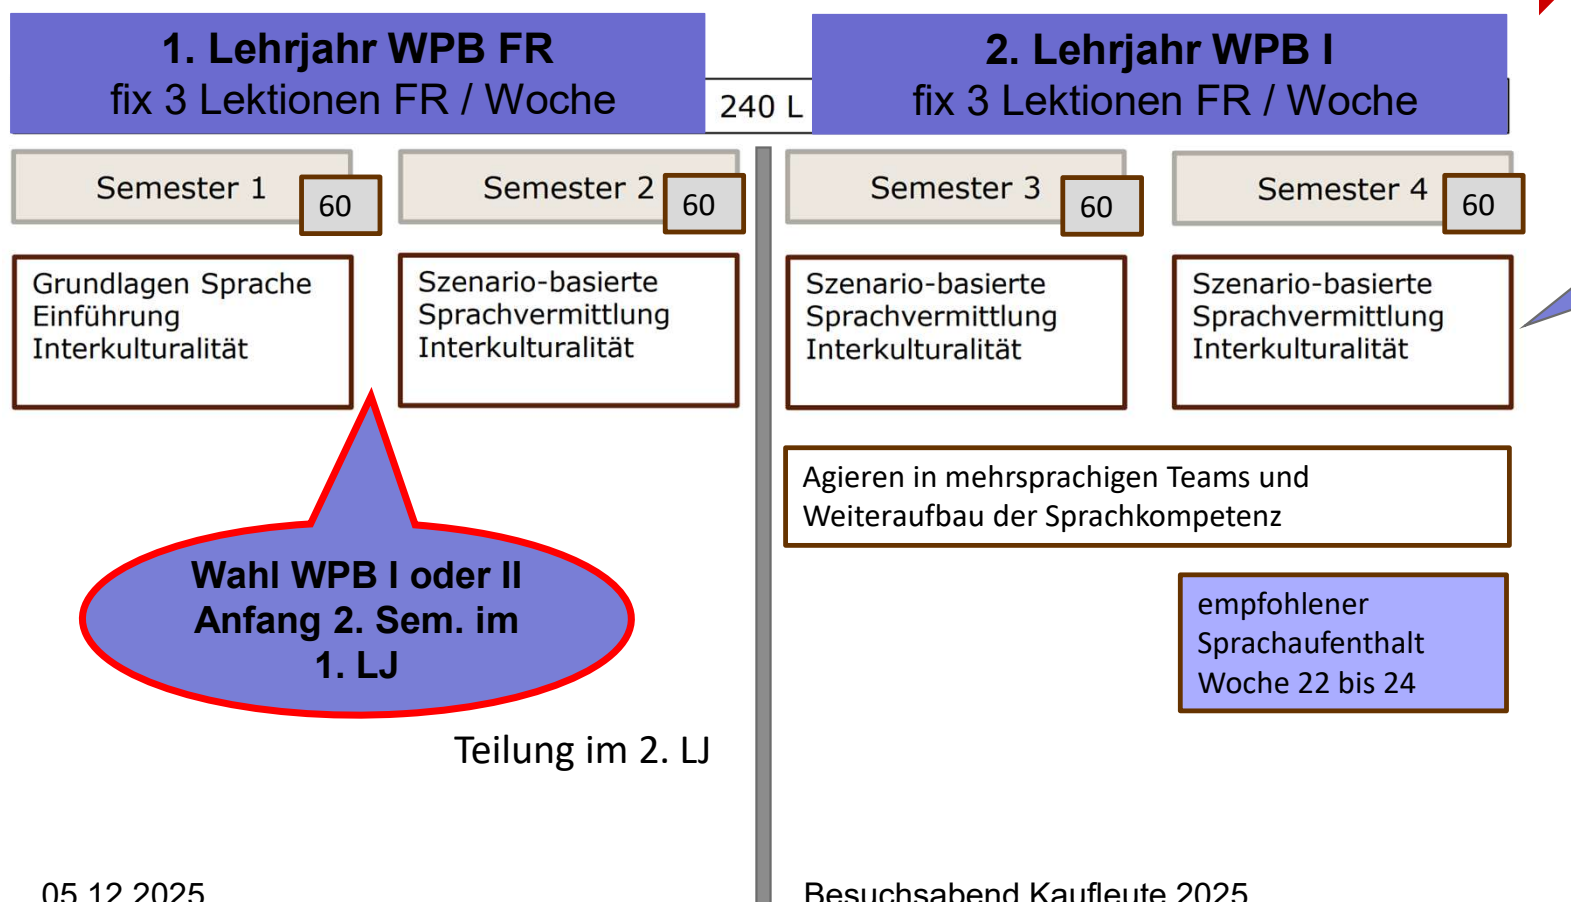 1. Lehrjahr WPB FR
fix 3 Lektionen FR / Woche
240 L
2. Lehrjahr WPB I
fix 3 Lektionen FR / Woche
Semester 1
60
Semester 2
60
Semester 3
60
Semester 4
60
Grundlagen Sprache
Einführung
Interkulturalität
Szenario-basierte
Sprachvermittlung
Interkulturalität
Szenario-basierte
Sprachvermittlung
Interkulturalität
Szenario-basierte
Sprachvermittlung
Interkulturalität
Agieren in mehrsprachigen Teams und
Weiteraufbau der Sprachkompetenz
Wahl WPB I oder II
Anfang 2. Sem. im
1. LJ
empfohlener
Sprachaufenthalt
Woche 22 bis 24
Teilung im 2. LJ
05.12.2025
Besuchsabend Kaufleute 2025